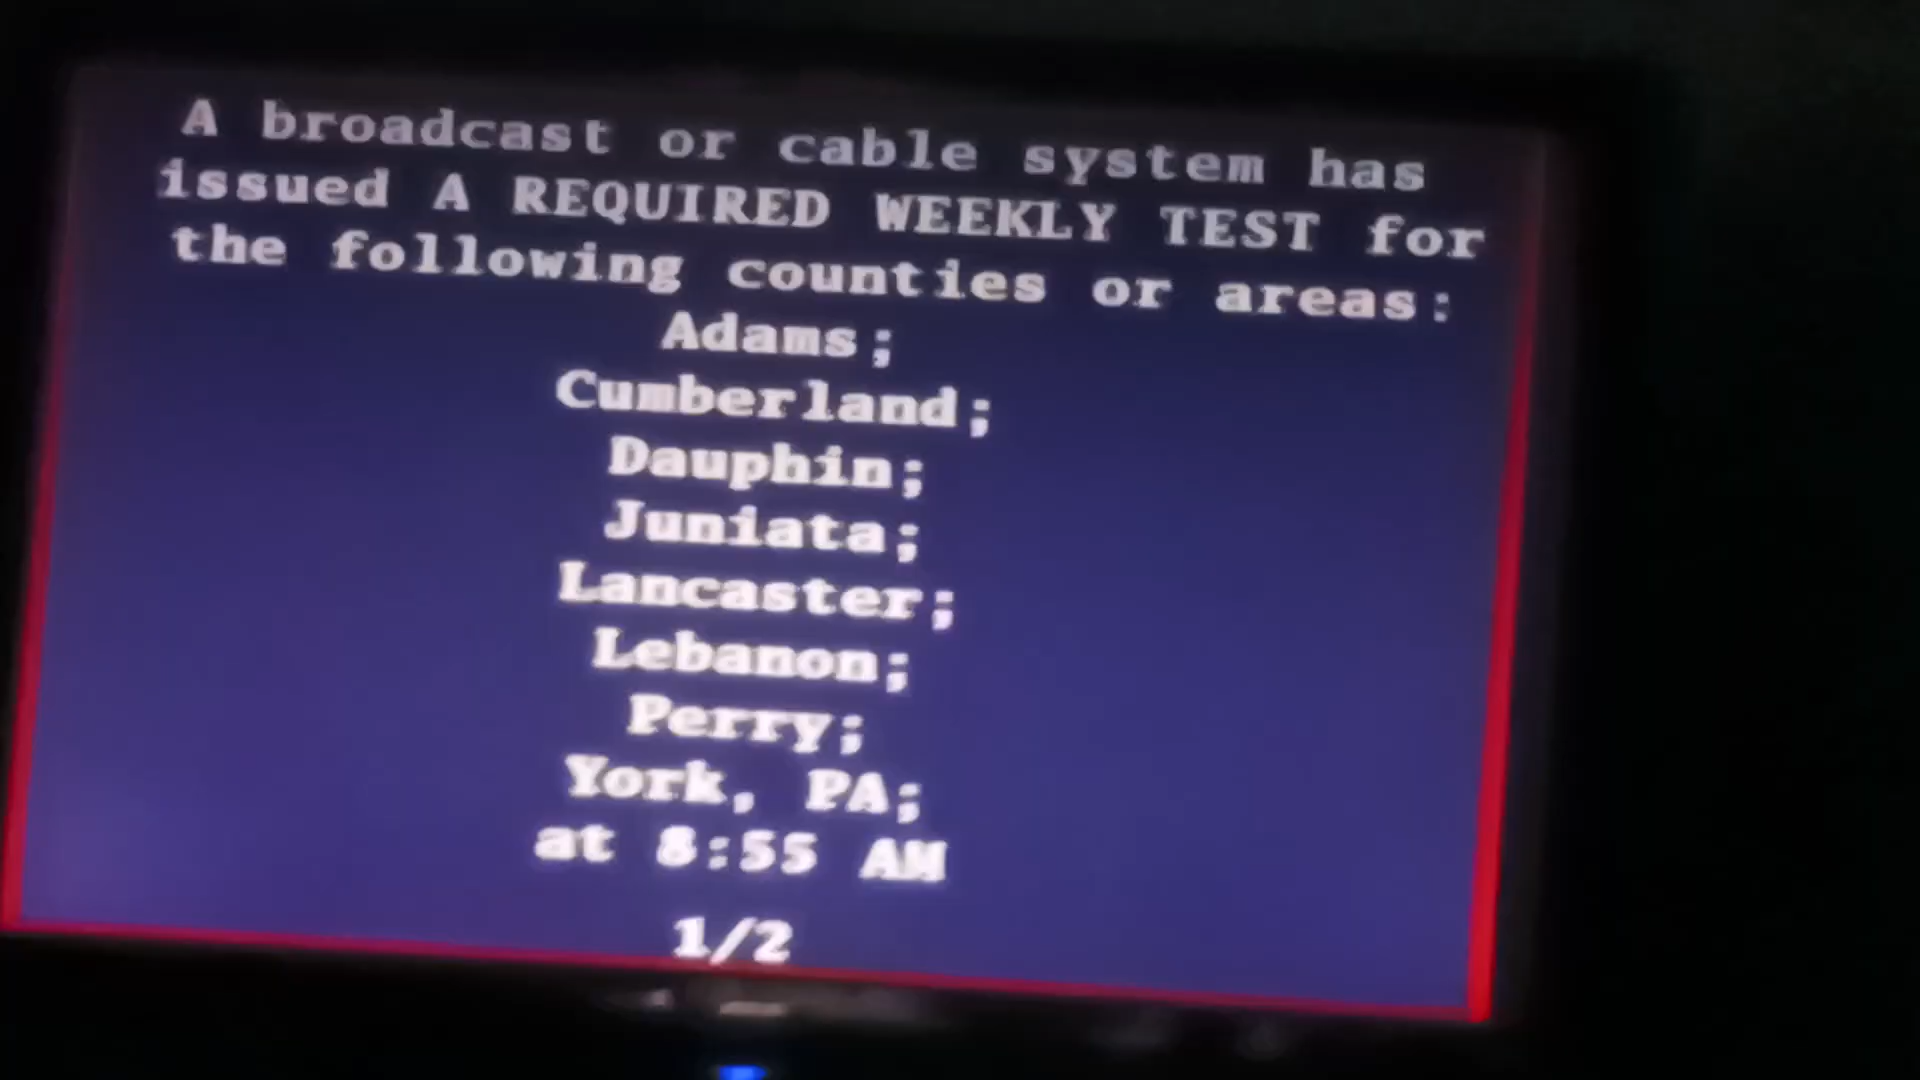 A broadcast or cable system has
issued A REQUIRED WEEKLY TEST for
the following counties or areas:
Adams;
Cumberland;
Dauphin;
Juniata;
Lancaster;
Lebanon;
Perry;
York, PA;
at 8:55 AM
1/2